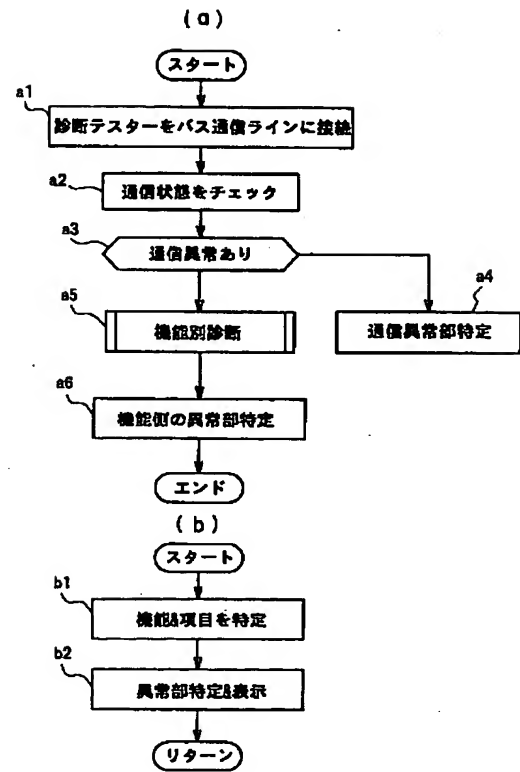 (a)
スタート
a1
診断テスターをバス通信ラインに接続
a2
通信状態をチェック
a3
通信異常あり
a4
通信異常部特定
a5
機能別診断
a6
機能側の異常部特定
エンド
(b)
スタート
b1
機能&項目を特定
b2
異常部特定&表示
リターン